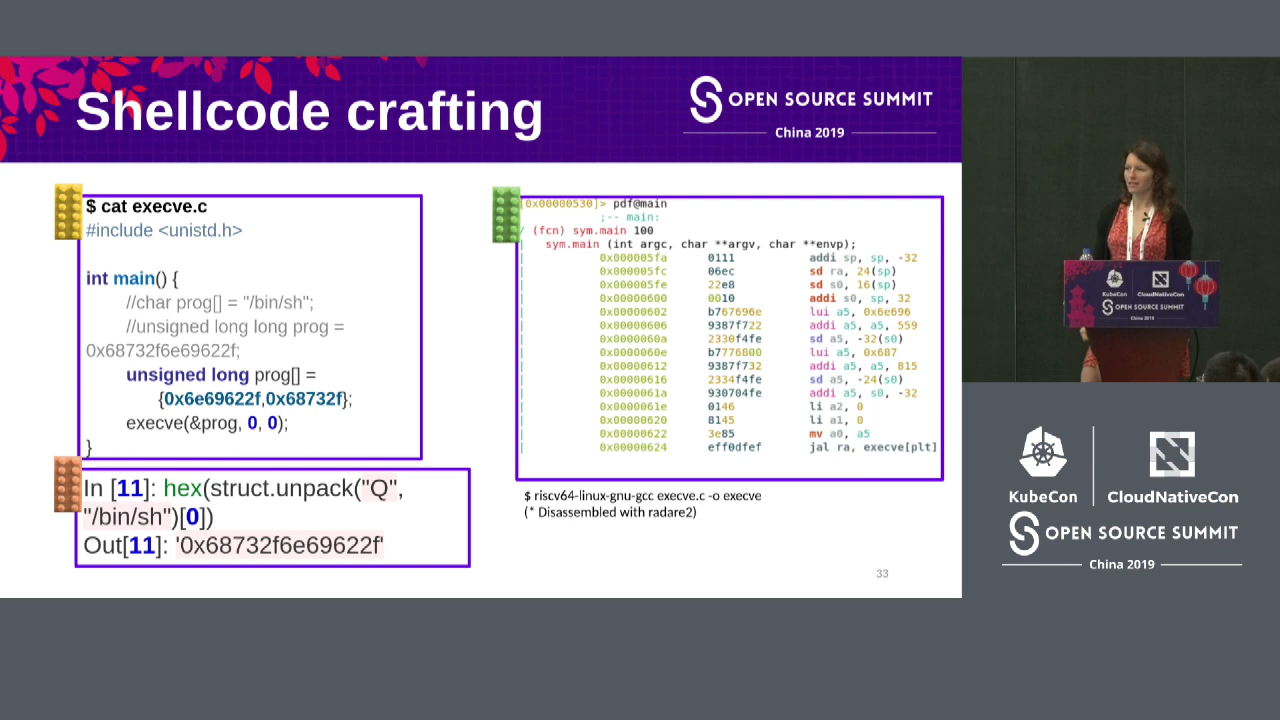 Shellcode crafting
OPEN SOURCE SUMMIT
China 2019
$ cat execve.c
#include <unistd.h>
int main() {
//char prog[] = "/bin/sh";
//unsigned long long prog =
0x68732f6e69622f;
unsigned long prog[] =
{0x6e69622f,0x68732f};
execve(&prog, 0, 0);
}
In [11]: hex(struct.unpack("Q",
"/bin/sh")[0])
Out[11]: '0x68732f6e69622f'
[0x00000530]> pdf@main
;-- main:
/ (fcn) sym.main 100
| sym.main (int argc, char **argv, char **envp);
| 0x000005fa 0111 addi sp, sp, -32
| 0x000005fc 06ec sd ra, 24(sp)
| 0x000005fe 22e8 sd s0, 16(sp)
| 0x00000600 0010 addi s0, sp, 32
| 0x00000602 b767696e lui a5, 0x6e696
| 0x00000606 9387f722 addi a5, a5, 559
| 0x0000060a 2330f4fe sd a5, -32(s0)
| 0x0000060e b7776800 lui a5, 0x687
| 0x00000612 9387f732 addi a5, a5, 815
| 0x00000616 2334f4fe sd a5, -24(s0)
| 0x0000061a 930704fe addi a5, s0, -32
| 0x0000061e 0146 li a2, 0
| 0x00000620 8145 li a1, 0
| 0x00000622 3e85 mv a0, a5
| 0x00000624 eff0dfef jal ra, execve[plt]
$ riscv64-linux-gnu-gcc execve.c -o execve
(* Disassembled with radare2)
33
KubeCon
CloudNativeCon
OPEN SOURCE SUMMIT
China 2019
KubeCon
CloudNativeCon
OPEN SOURCE SUMMIT
China 2019